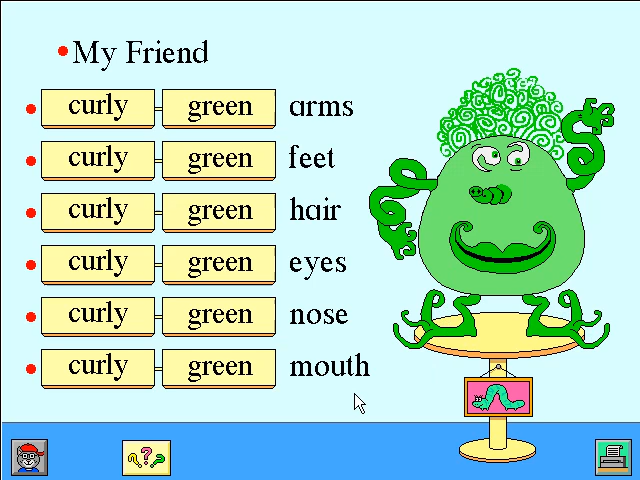 My Friend
curly green arms
curly green feet
curly green hair
curly green eyes
curly green nose
curly green mouth
???